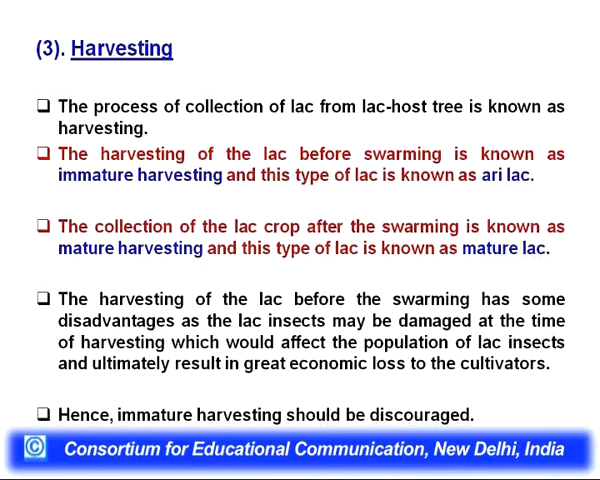 (3). Harvesting
❑ The process of collection of lac from lac-host tree is known as
harvesting.
❑ The harvesting of the lac before swarming is known as
immature harvesting and this type of lac is known as ari lac.
❑ The collection of the lac crop after the swarming is known as
mature harvesting and this type of lac is known as mature lac.
❑ The harvesting of the lac before the swarming has some
disadvantages as the lac insects may be damaged at the time
of harvesting which would affect the population of lac insects
and ultimately result in great economic loss to the cultivators.
❑ Hence, immature harvesting should be discouraged.
© Consortium for Educational Communication, New Delhi, India